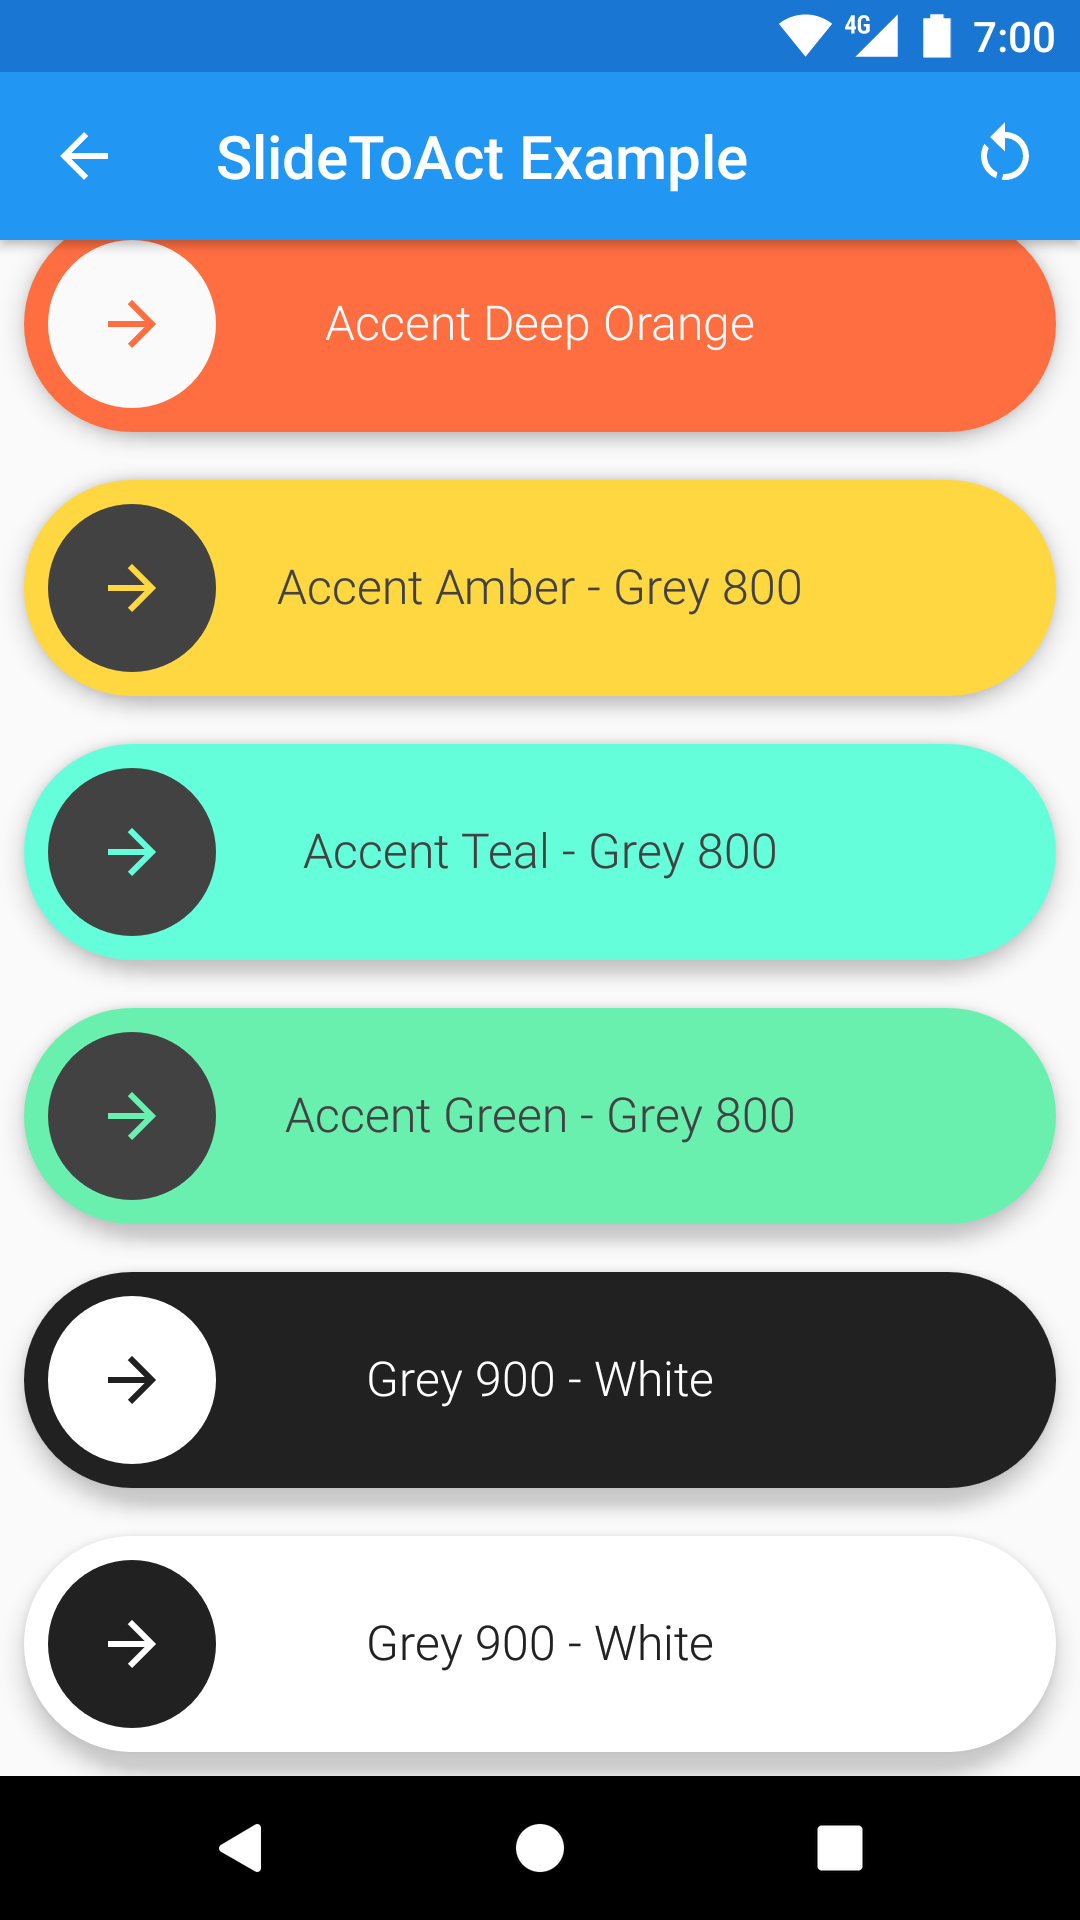 4G 7:00
SlideToAct Example
Accent Deep Orange
Accent Amber - Grey 800
Accent Teal - Grey 800
Accent Green - Grey 800
Grey 900 - White
Grey 900 - White